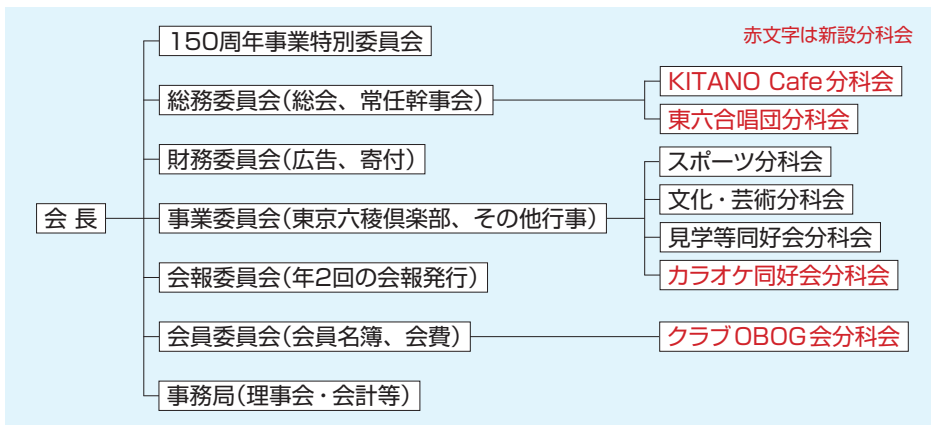 150周年事業特別委員会
赤文字は新設分科会
総務委員会(総会、常任幹事会)
KITANO Cafe分科会
東六合唱団分科会
財務委員会(広告、寄付)
スポーツ分科会
文化・芸術分科会
会長
事業委員会(東京六稜倶楽部、その他行事)
見学等同好会分科会
カラオケ同好会分科会
会報委員会(年2回の会報発行)
会員委員会(会員名簿、会費)
クラブOBOG会分科会
事務局(理事会・会計等)